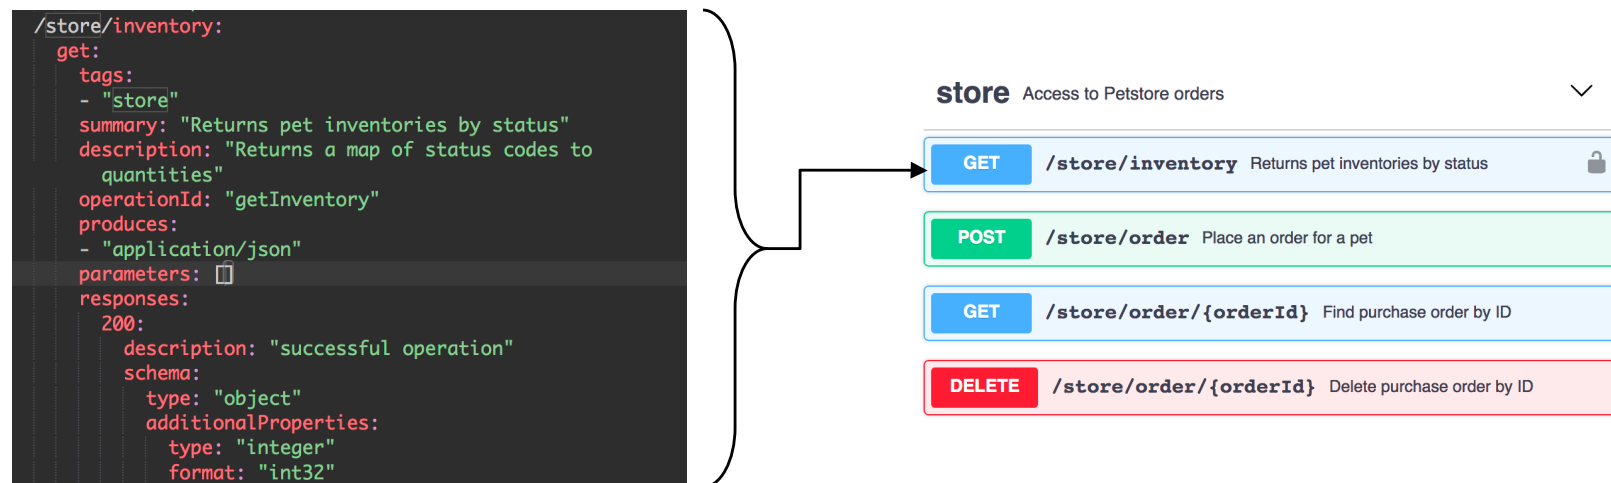 /store/inventory:
get:
tags:
- "store"
summary: "Returns pet inventories by status"
description: "Returns a map of status codes to
quantities"
operationId: "getInventory"
produces:
- "application/json"
parameters: []
responses:
200:
description: "successful operation"
schema:
type: "object"
additionalProperties:
type: "integer"
format: "int32"
store Access to Petstore orders
GET /store/inventory Returns pet inventories by status
POST /store/order Place an order for a pet
GET /store/order/{orderId} Find purchase order by ID
DELETE /store/order/{orderId} Delete purchase order by ID